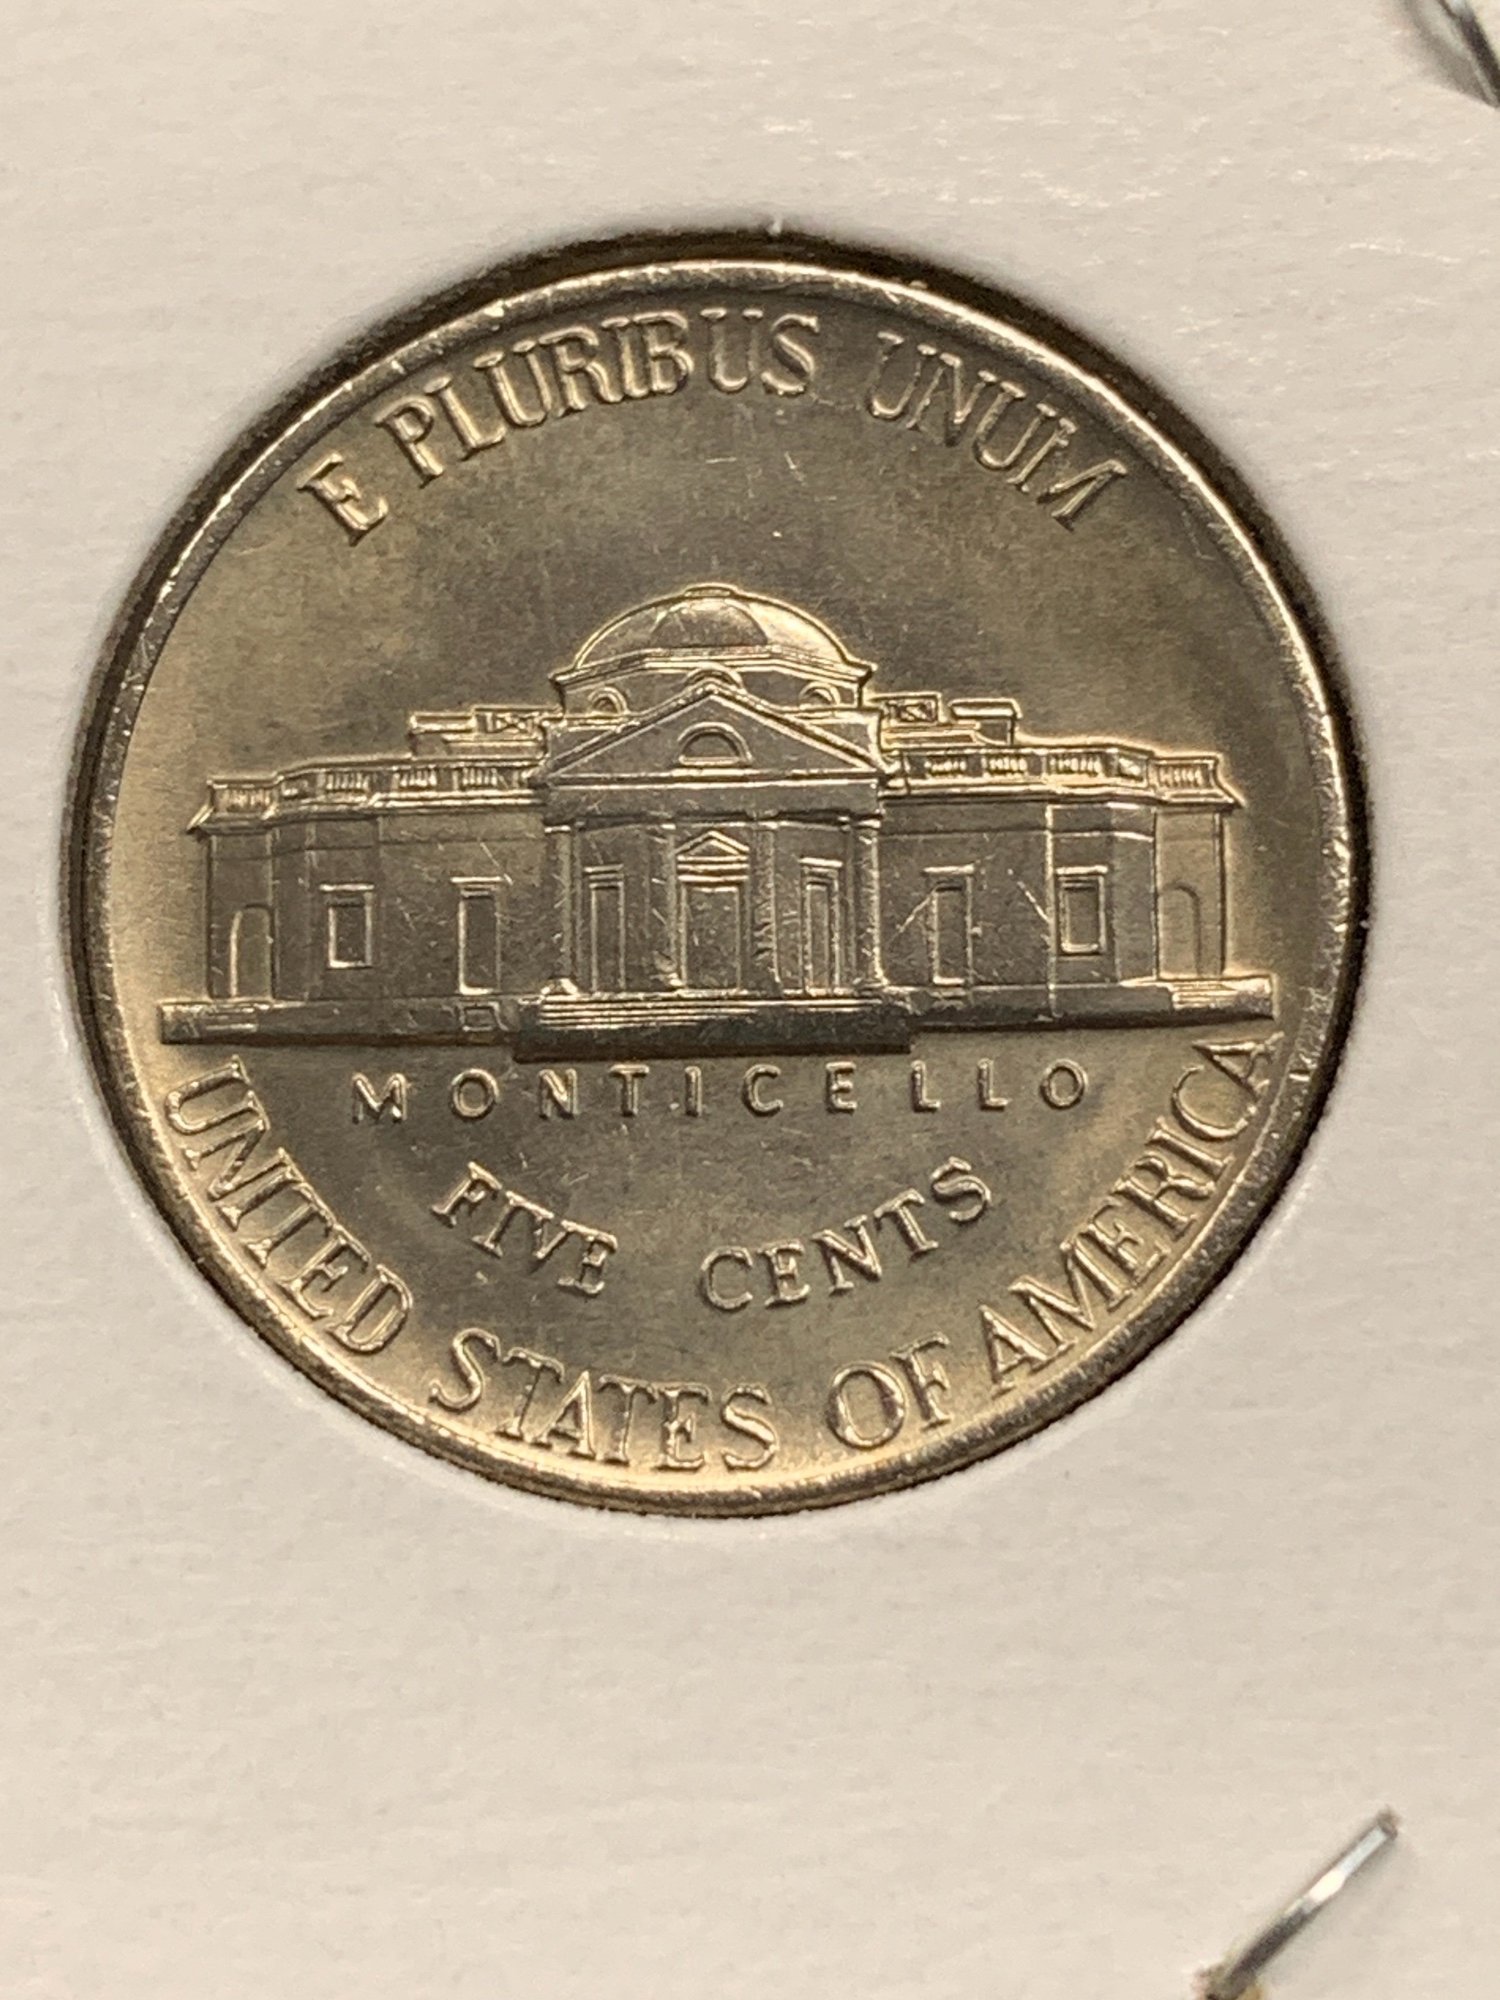 E PLURIBUS UNUM
MONTICELLO
FIVE CENTS
UNITED STATES OF AMERICA